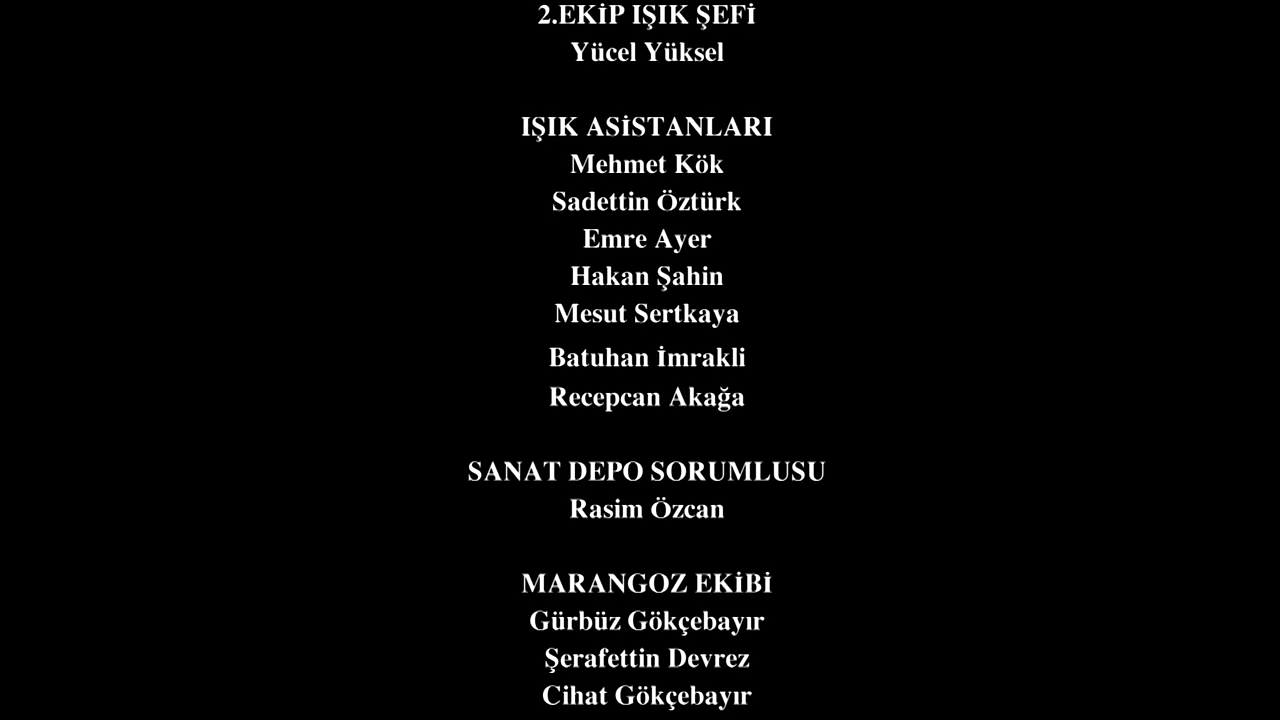 2.EKİP IŞIK ŞEFİ
Yücel Yüksel
IŞIK ASİSTANLARI
Mehmet Kök
Sadettin Öztürk
Emre Ayer
Hakan Şahin
Mesut Sertkaya
Batuhan İmrakli
Recepcan Akağa
SANAT DEPO SORUMLUSU
Rasim Özcan
MARANGOZ EKİBİ
Gürbüz Gökçebayır
Şerafettin Devrez
Cihat Gökçebayır